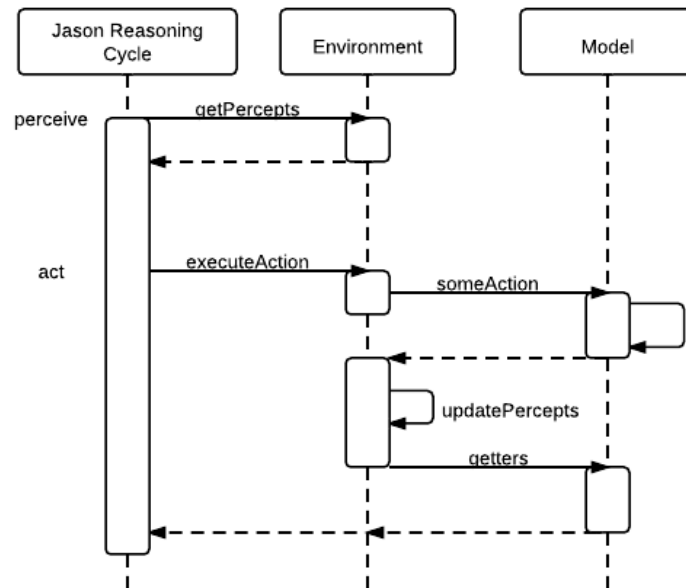 Jason Reasoning
Cycle
Environment
Model
perceive
getPercepts
act
executeAction
someAction
updatePercepts
getters